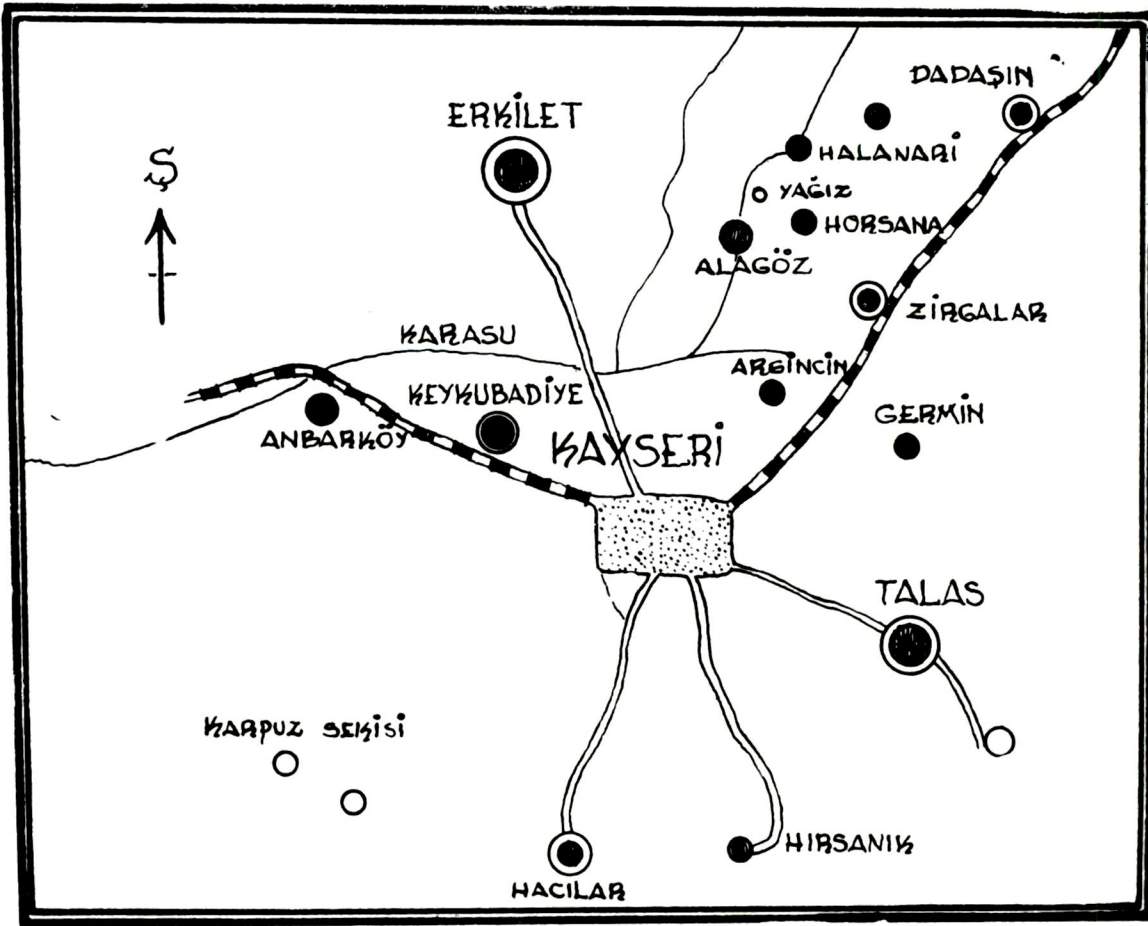 DADAŞIN
ERKİLET
HALANARİ
Ş
YAĞIZ
HORSANA
ALAGÖZ
ZİRGALAR
KARASU
ARGINCIN
KEYKUBADİYE
GERMİN
ANBARKÖY
KAYSERİ
TALAS
KARPUZ SEKİSİ
HIRSANIK
HACILAR